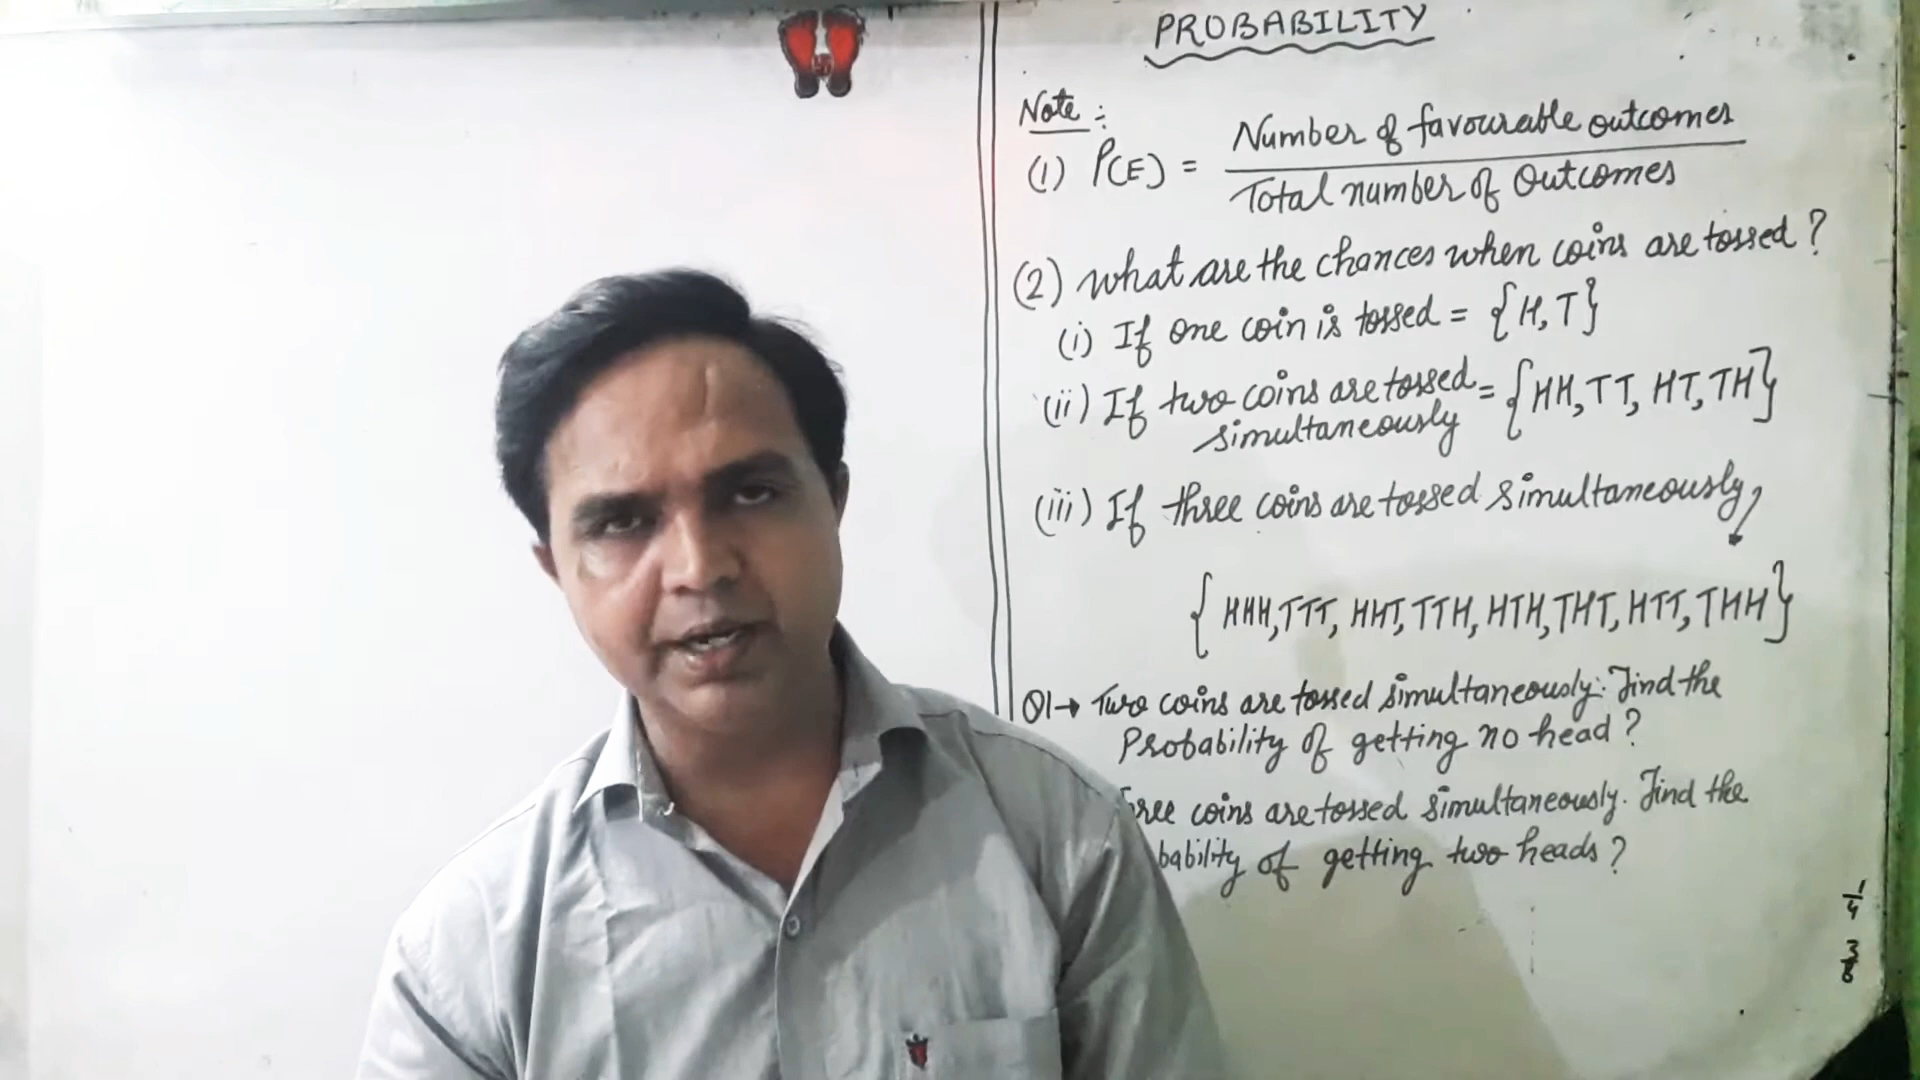 PROBABILITY
Note :
(1) P(E) = Number of favourable outcomes
Total number of Outcomes
(2) What are the chances when coins are tossed ?
(i) If one coin is tossed = {H,T}
(ii) If two coins are tossed = {HH,TT, HT,TH}
simultaneously
(iii) If three coins are tossed simultaneously,
{HHH,TTT, HHT,TTH, HTH,THT, HTT,THH}
Q1→ Two coins are tossed simultaneously. Find the
Probability of getting no head ?
coins are tossed simultaneously. Find the
of getting two heads ?
1/4
3/8